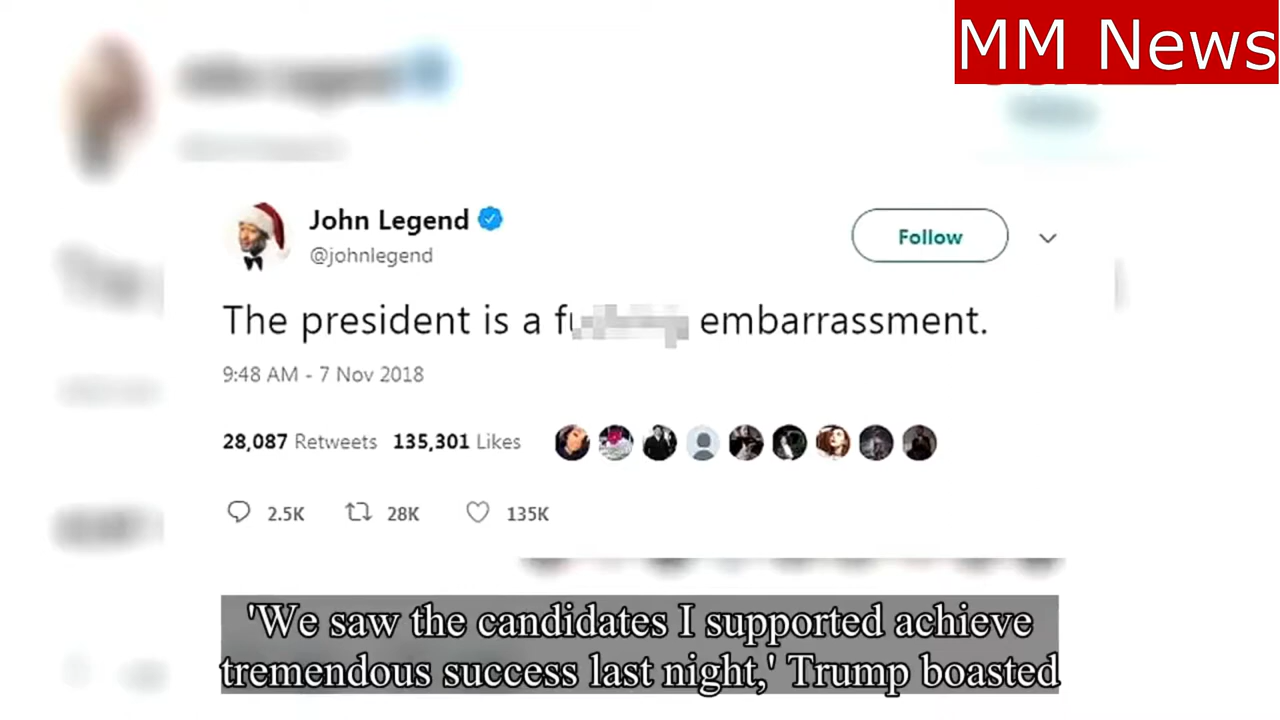 MM News
John Legend
@johnlegend
Follow
The president is a embarrassment.
9:48 AM - 7 Nov 2018
28,087 Retweets 135,301 Likes
2.5K 28K 135K
'We saw the candidates I supported achieve
tremendous success last night,' Trump boasted